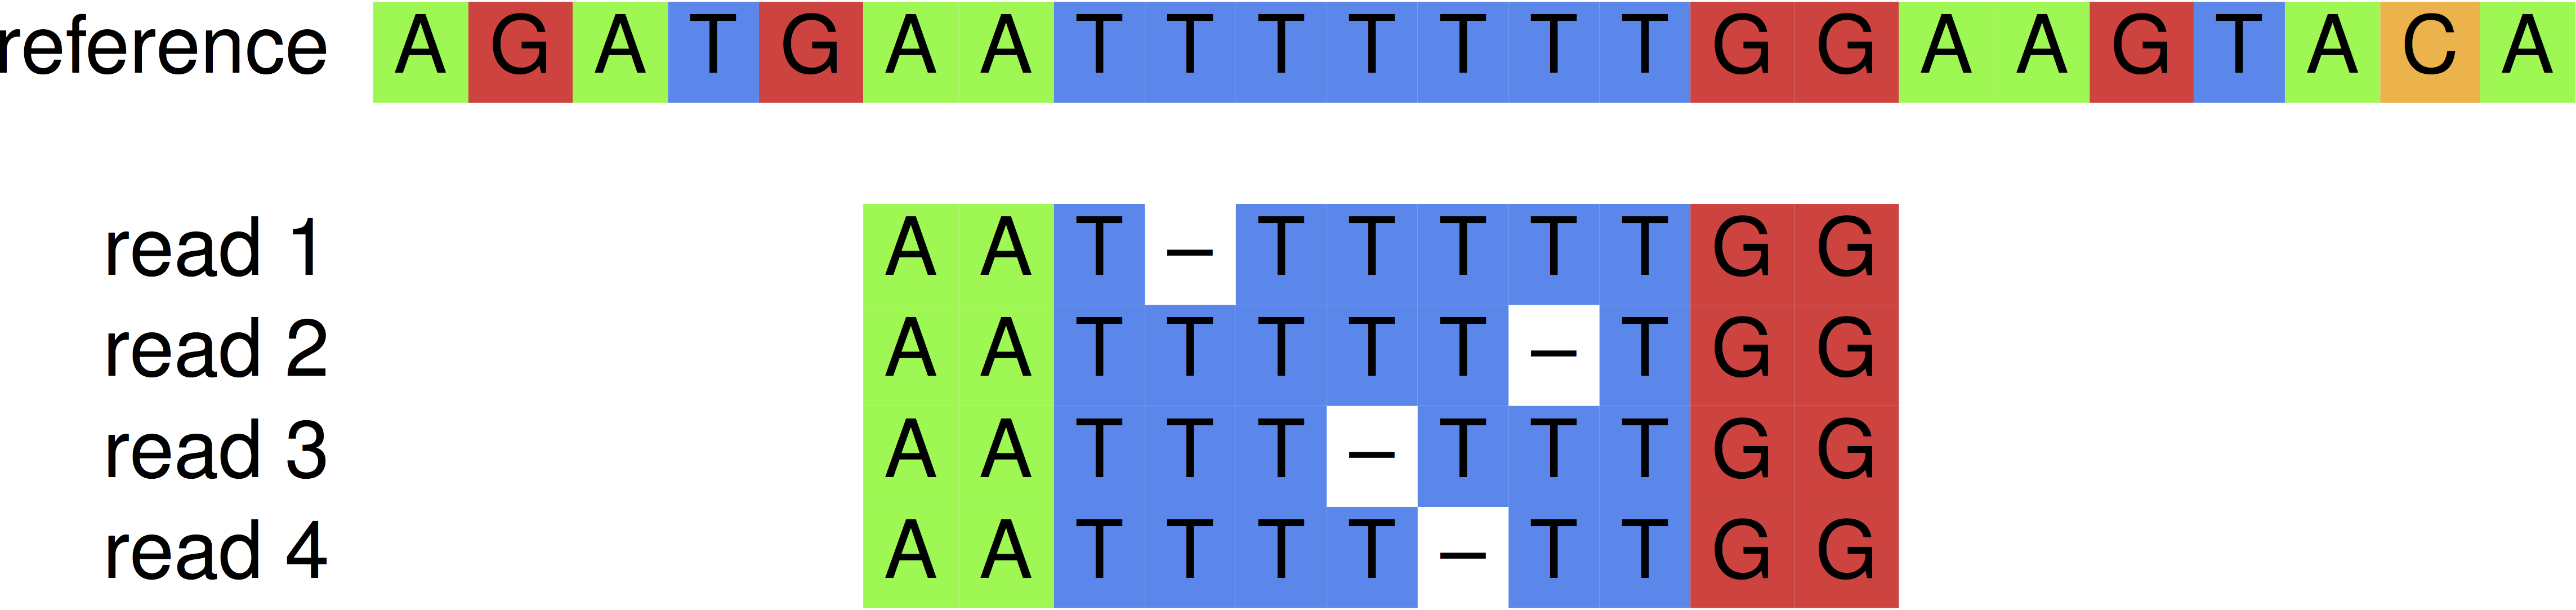 reference A G A T G A A T T T T T T T G G A A G T A C A
read 1 A A T – T T T T T G G
read 2 A A T T T T T – T G G
read 3 A A T T T – T T T G G
read 4 A A T T T T – T T G G